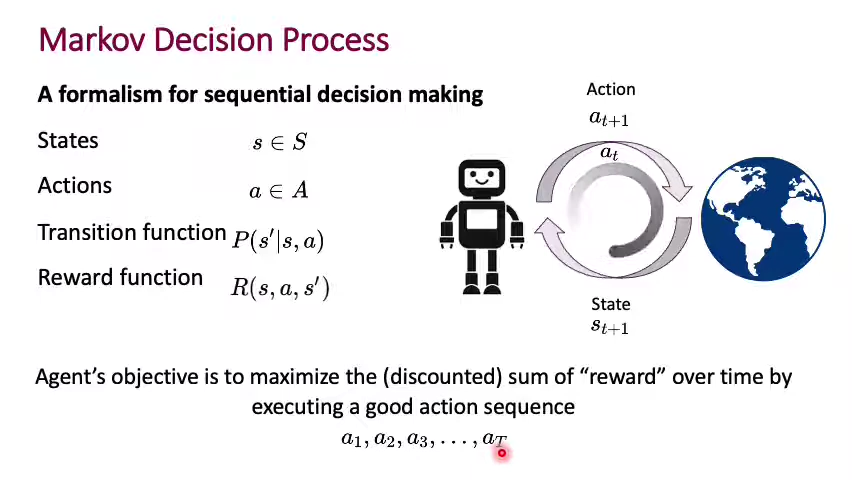 Markov Decision Process
A formalism for sequential decision making
States s ∈ S
Actions a ∈ A
Transition function P(s′|s, a)
Reward function R(s, a, s′)
Action
a_{t+1}
a_t
State
s_{t+1}
Agent’s objective is to maximize the (discounted) sum of “reward” over time by
executing a good action sequence
a_1, a_2, a_3, . . . , a_T